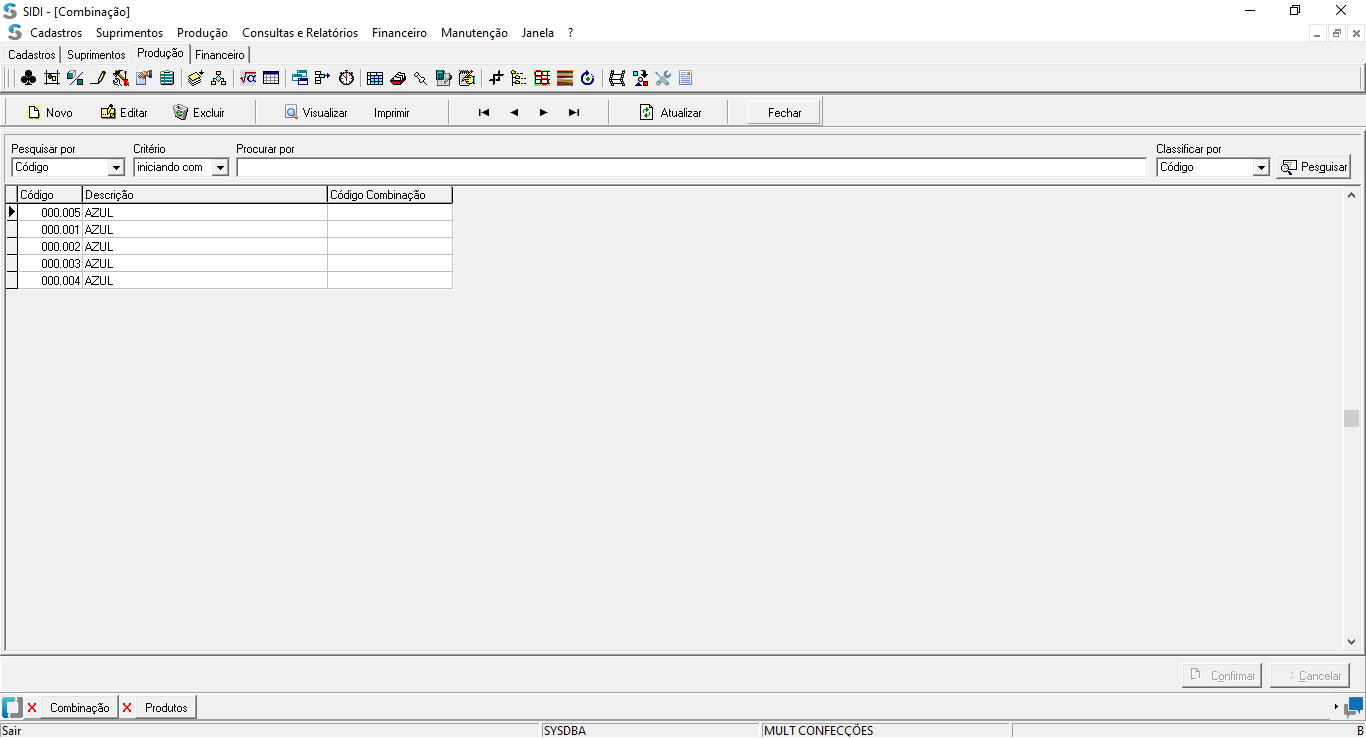 SIDI - [Combinação]
Cadastros Suprimentos Produção Consultas e Relatórios Financeiro Manutenção Janela ?
Cadastros Suprimentos Produção Financeiro
Novo Editar Excluir Visualizar Imprimir Atualizar Fechar
Pesquisar por Critério Procurar por Classificar por
Código iniciando com Código Pesquisar
Código Descrição Código Combinação
000.005 AZUL
000.001 AZUL
000.002 AZUL
000.003 AZUL
000.004 AZUL
Confirmar Cancelar
Combinação Produtos
Sair SYSDBA MULT CONFECÇÕES B